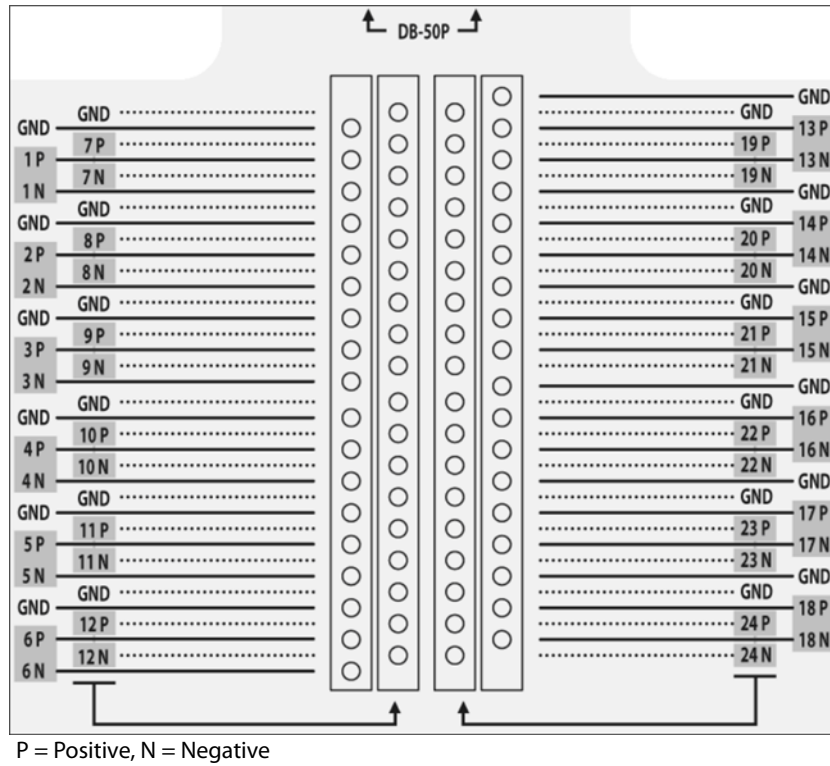 DB-50P
GND
GND
GND
GND
7 P
13 P
1 P
19 P
7 N
13 N
1 N
19 N
GND
GND
GND
GND
8 P
14 P
2 P
20 P
8 N
14 N
2 N
20 N
GND
GND
GND
GND
9 P
15 P
3 P
21 P
9 N
15 N
3 N
21 N
GND
GND
GND
GND
10 P
16 P
4 P
22 P
10 N
16 N
4 N
22 N
GND
GND
GND
GND
11 P
17 P
5 P
23 P
11 N
17 N
5 N
23 N
GND
GND
GND
GND
12 P
18 P
6 P
24 P
12 N
18 N
6 N
24 N
P = Positive, N = Negative